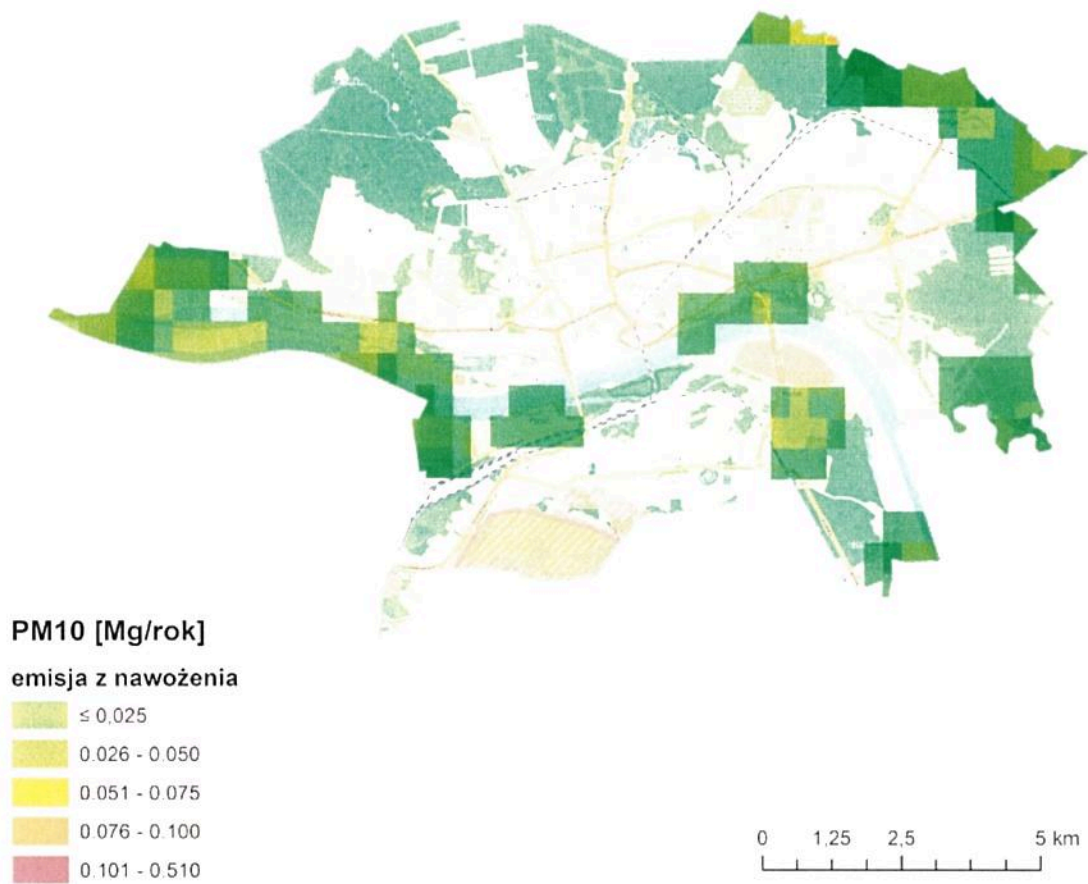 PM10 [Mg/rok]
emisja z nawożenia
≤ 0,025
0.026 - 0.050
0.051 - 0.075
0.076 - 0.100
0.101 - 0.510
0 1,25 2,5 5 km